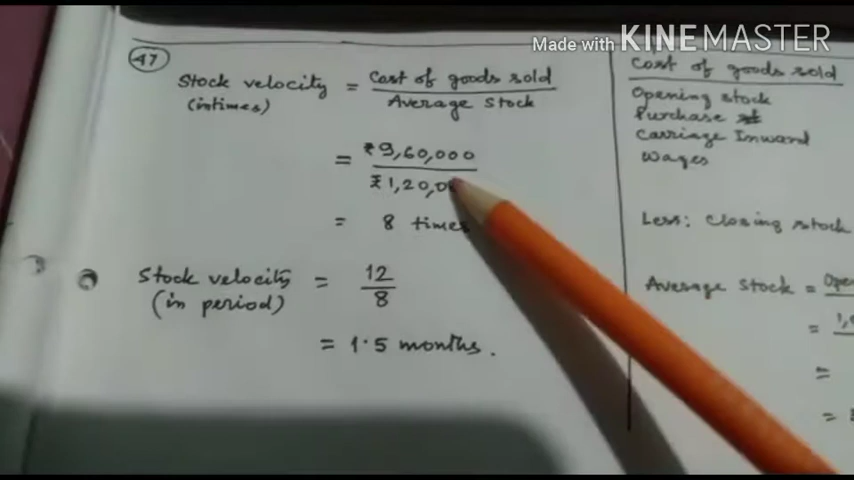 Made with KINEMASTER
47
Stock velocity = Cost of goods sold / Average Stock
(in times)
= ₹9,60,000 / ₹1,20,0
= 8 times
Stock velocity = 12 / 8
(in period)
= 1.5 months.
Cost of goods sold
Opening stock
Purchase
Carriage Inward
Wages
Less: Closing stock
Average stock =
=
=
=